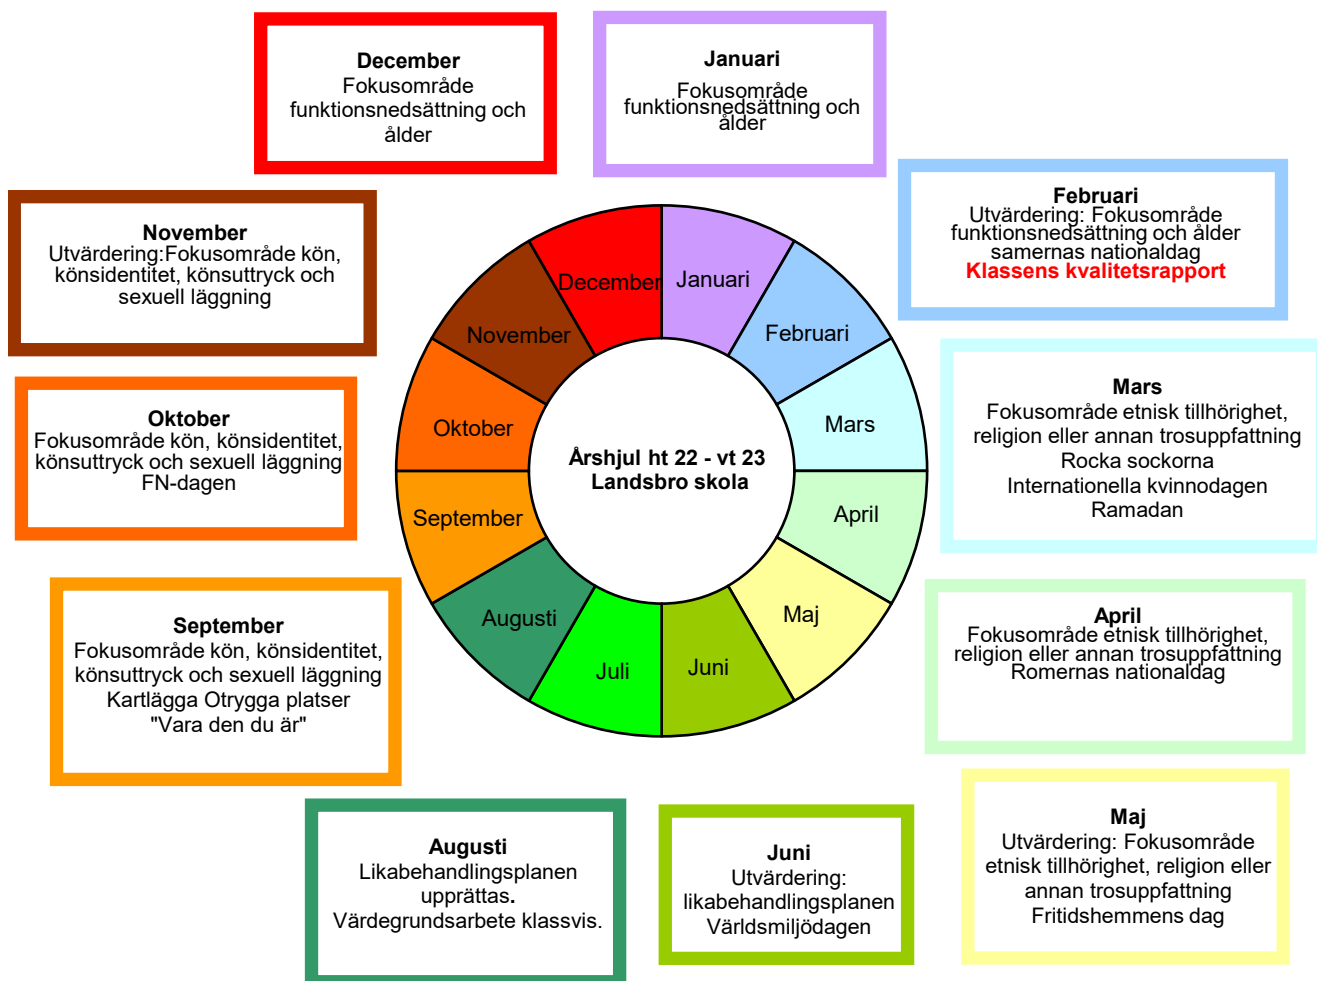 December
Fokusområde
funktionsnedsättning och
ålder
Januari
Fokusområde
funktionsnedsättning och
ålder
Februari
Utvärdering: Fokusområde
funktionsnedsättning och ålder
samernas nationaldag
Klassens kvalitetsrapport
November
Utvärdering:Fokusområde kön,
könsidentitet, könsuttryck och
sexuell läggning
Mars
Fokusområde etnisk tillhörighet,
religion eller annan trosuppfattning
Rocka sockorna
Internationella kvinnodagen
Ramadan
Oktober
Fokusområde kön, könsidentitet,
könsuttryck och sexuell läggning
FN-dagen
December
Januari
Februari
Mars
April
Maj
Juni
Juli
Augusti
September
Oktober
November
Årshjul ht 22 - vt 23
Landsbro skola
September
Fokusområde kön, könsidentitet,
könsuttryck och sexuell läggning
Kartlägga Otrygga platser
"Vara den du är"
April
Fokusområde etnisk tillhörighet,
religion eller annan trosuppfattning
Romernas nationaldag
Augusti
Likabehandlingsplanen
upprättas.
Värdegrundsarbete klassvis.
Juni
Utvärdering:
likabehandlingsplanen
Världsmiljödagen
Maj
Utvärdering: Fokusområde
etnisk tillhörighet, religion eller
annan trosuppfattning
Fritidshemmens dag